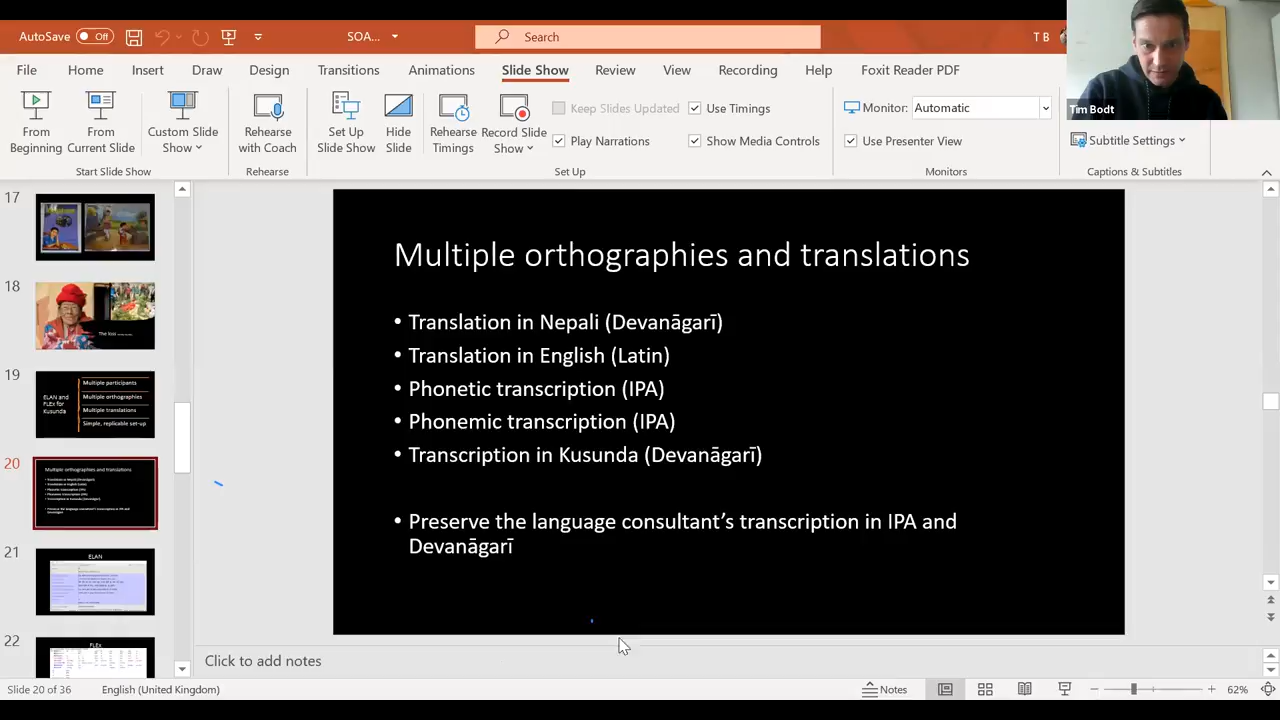 AutoSave Off SOA... Search T B
File Home Insert Draw Design Transitions Animations Slide Show Review View Recording Help Foxit Reader PDF
Tim Bodt
From Beginning
From Current Slide
Custom Slide Show
Rehearse with Coach
Set Up Slide Show
Hide Slide
Rehearse Timings
Record Slide Show
Keep Slides Updated
Play Narrations
Use Timings
Show Media Controls
Monitor: Automatic
Use Presenter View
Subtitle Settings
Start Slide Show Rehearse Set Up Monitors Captions & Subtitles
17
18
The loss
19
ELAN and
FLEx for
Kusunda
Multiple participants
Multiple orthographies
Multiple translations
Simple, replicable set-up
20
Multiple orthographies and translations
21
ELAN
22
FLEx
Multiple orthographies and translations
• Translation in Nepali (Devanāgarī)
• Translation in English (Latin)
• Phonetic transcription (IPA)
• Phonemic transcription (IPA)
• Transcription in Kusunda (Devanāgarī)
• Preserve the language consultant’s transcription in IPA and
Devanāgarī
Click to add notes
Slide 20 of 36 English (United Kingdom) Notes 62%